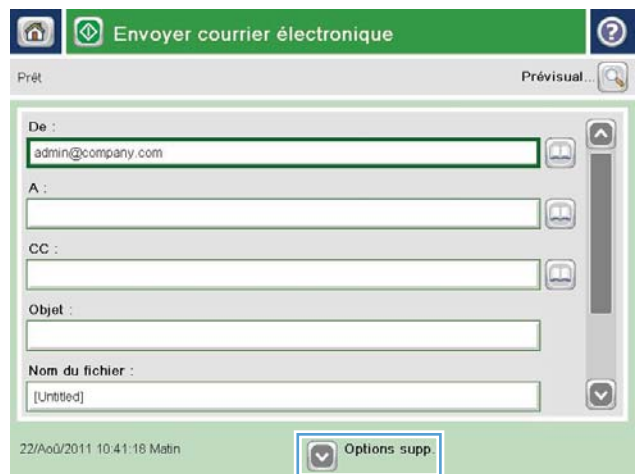 Envoyer courrier électronique
Prêt
Prévisual...
De :
admin@company.com
A :
CC :
Objet :
Nom du fichier :
[Untitled]
22/Aoû/2011 10:41:18 Matin
Options supp.